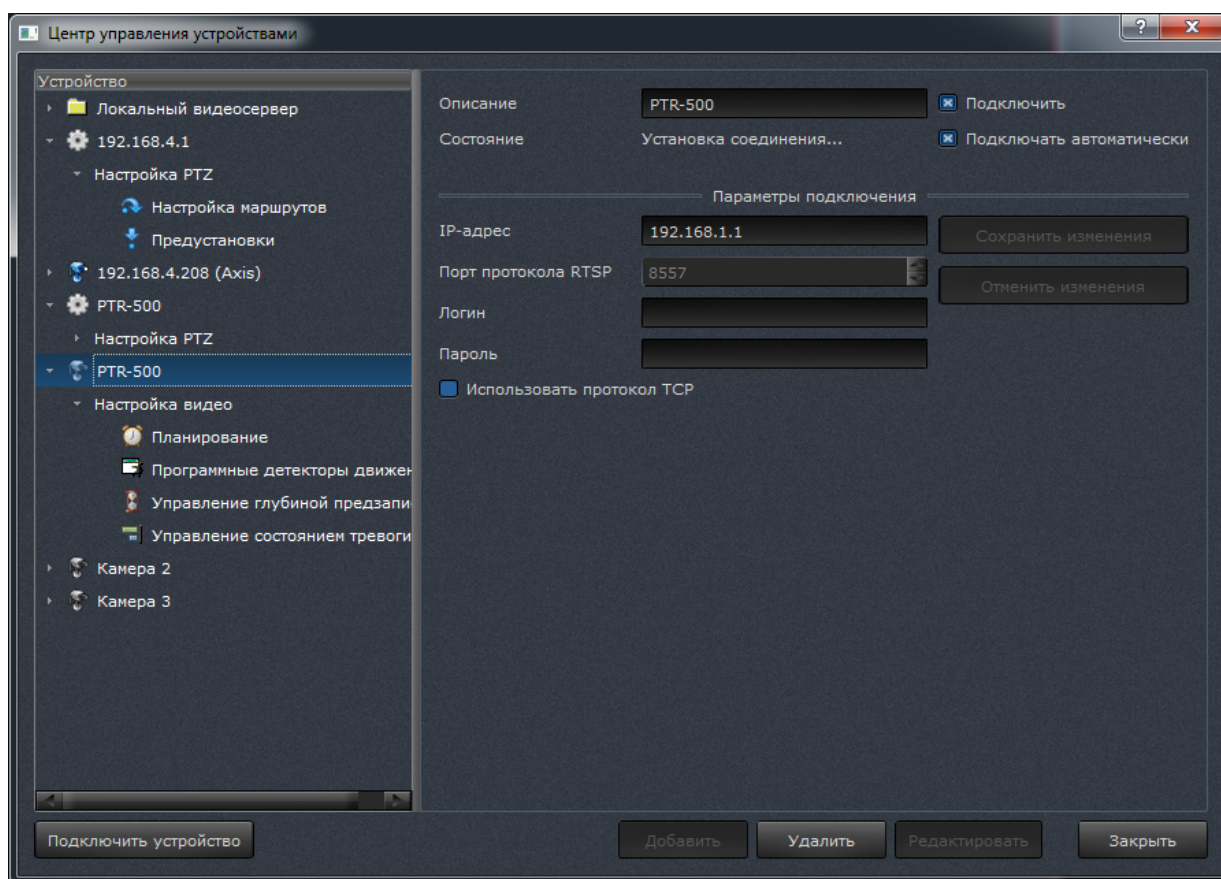 Центр управления устройствами
?
X
Устройство
Локальный видеосервер
192.168.4.1
Настройка PTZ
Настройка маршрутов
Предустановки
192.168.4.208 (Axis)
PTR-500
Настройка PTZ
PTR-500
Настройка видео
Планирование
Программные детекторы движен
Управление глубиной предзапи
Управление состоянием тревоги
Камера 2
Камера 3
Описание
PTR-500
Подключить
Состояние
Установка соединения...
Подключать автоматически
Параметры подключения
IP-адрес
192.168.1.1
Сохранить изменения
Порт протокола RTSP
8557
Отменить изменения
Логин
Пароль
Использовать протокол TCP
Подключить устройство
Добавить
Удалить
Редактировать
Закрыть